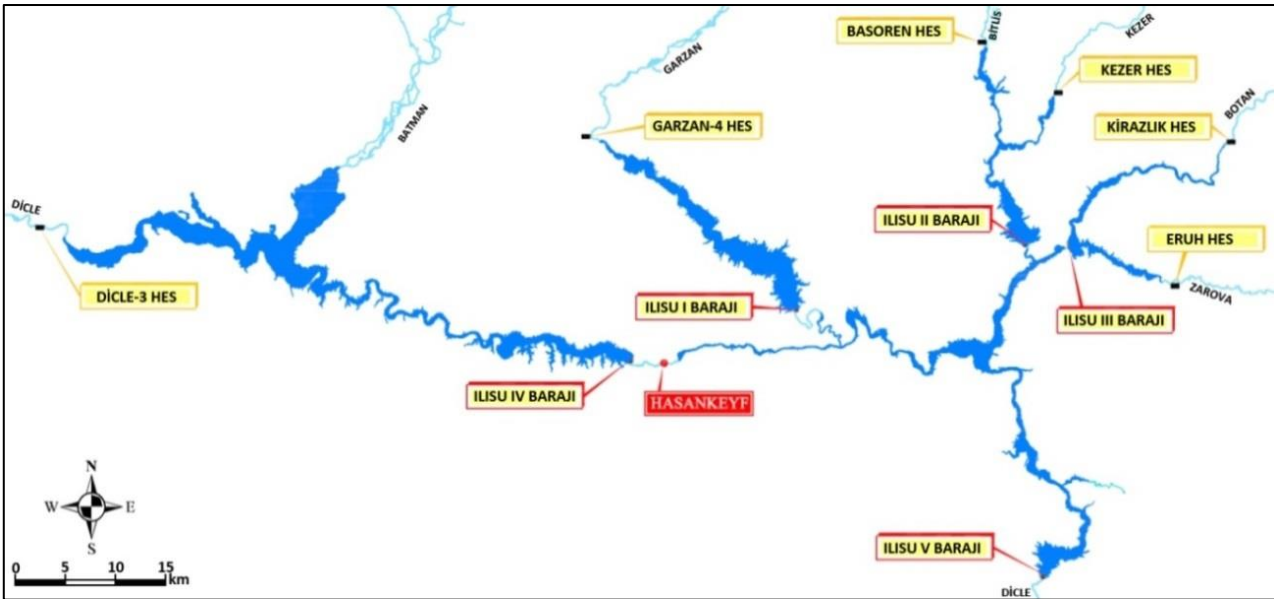 BASOREN HES
BİTLİS
KEZER
KEZER HES
GARZAN
BATMAN
GARZAN-4 HES
BOTAN
KİRAZLIK HES
DİCLE
ILISU II BARAJI
ERUH HES
ZAROVA
DİCLE-3 HES
ILISU I BARAJI
ILISU III BARAJI
ILISU IV BARAJI
HASANKEYF
N
W E
S
ILISU V BARAJI
0 5 10 15
km
DİCLE